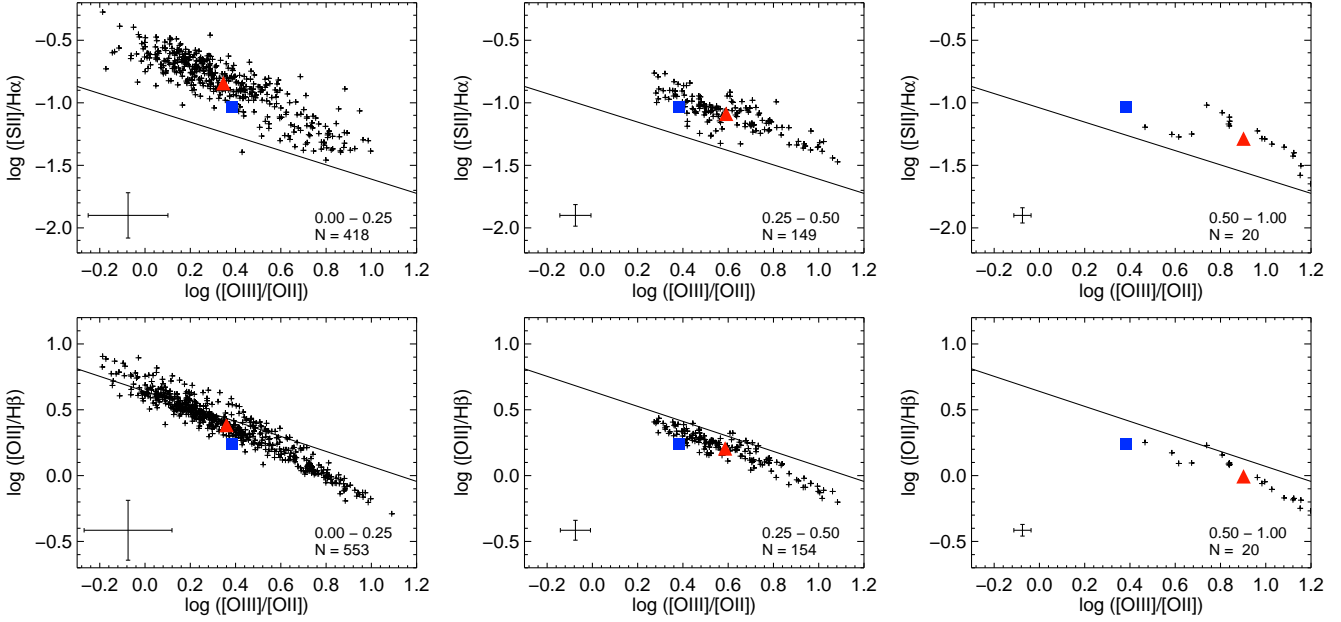 log ([SII]/Hα)
−0.5
−1.0
−1.5
−2.0
0.00 − 0.25
N = 418
−0.2 0.0 0.2 0.4 0.6 0.8 1.0 1.2
log ([OIII]/[OII])
log ([SII]/Hα)
−0.5
−1.0
−1.5
−2.0
0.25 − 0.50
N = 149
−0.2 0.0 0.2 0.4 0.6 0.8 1.0 1.2
log ([OIII]/[OII])
log ([SII]/Hα)
−0.5
−1.0
−1.5
−2.0
0.50 − 1.00
N = 20
−0.2 0.0 0.2 0.4 0.6 0.8 1.0 1.2
log ([OIII]/[OII])
log ([OII]/Hβ)
1.0
0.5
0.0
−0.5
0.00 − 0.25
N = 553
−0.2 0.0 0.2 0.4 0.6 0.8 1.0 1.2
log ([OIII]/[OII])
log ([OII]/Hβ)
1.0
0.5
0.0
−0.5
0.25 − 0.50
N = 154
−0.2 0.0 0.2 0.4 0.6 0.8 1.0 1.2
log ([OIII]/[OII])
log ([OII]/Hβ)
1.0
0.5
0.0
−0.5
0.50 − 1.00
N = 20
−0.2 0.0 0.2 0.4 0.6 0.8 1.0 1.2
log ([OIII]/[OII])